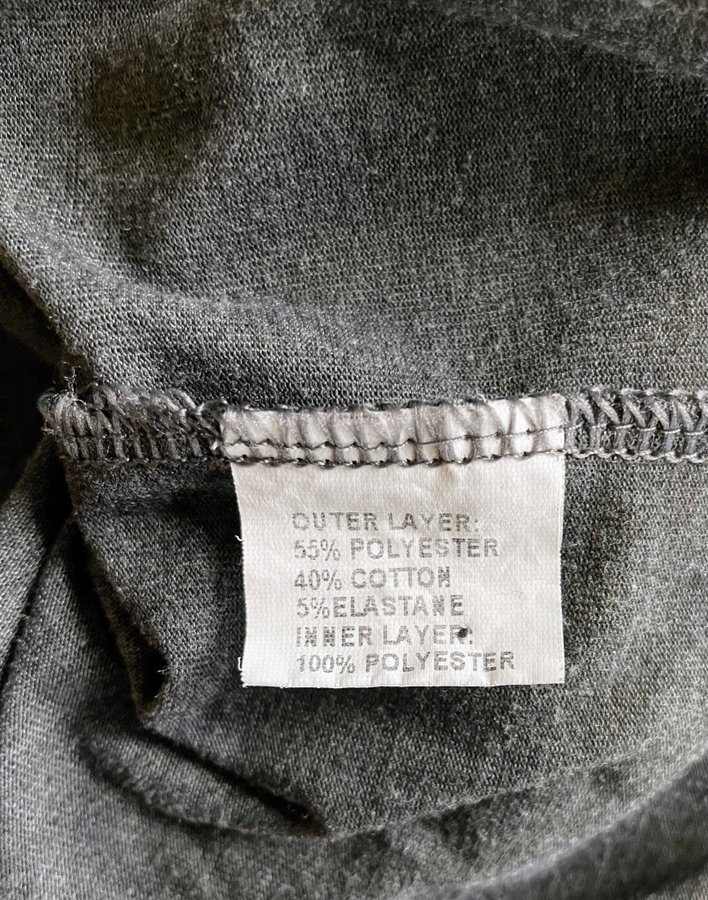 OUTER LAYER:
55% POLYESTER
40% COTTON
5%ELASTANE
INNER LAYER:
100% POLYESTER